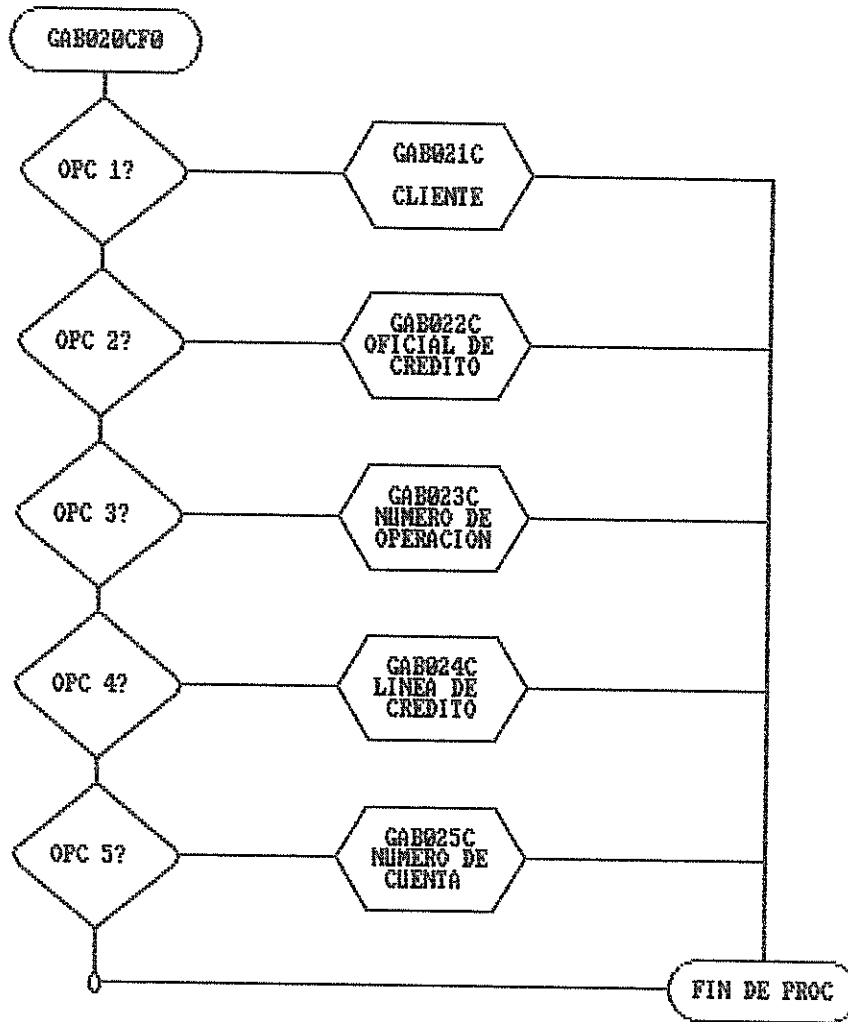 GAB020CF0
OPC 1?
GAB021C
CLIENTE
OPC 2?
GAB022C
OFICIAL DE
CREDITO
OPC 3?
GAB023C
NUMERO DE
OPERACION
OPC 4?
GAB024C
LINEA DE
CREDITO
OPC 5?
GAB025C
NUMERO DE
CUENTA
FIN DE PROC